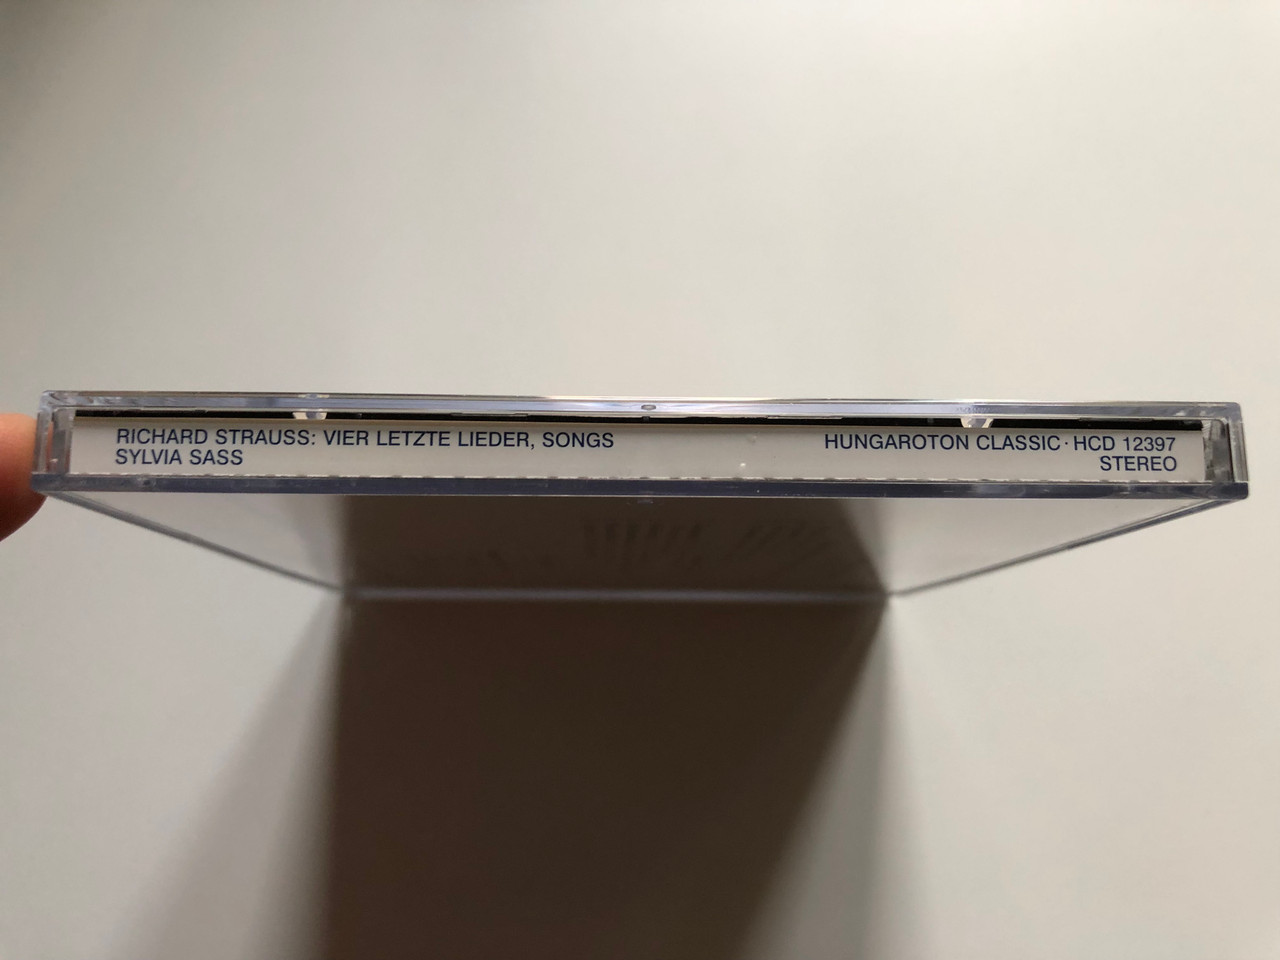 RICHARD STRAUSS: VIER LETZTE LIEDER, SONGS
SYLVIA SASS
HUNGAROTON CLASSIC · HCD 12397
STEREO